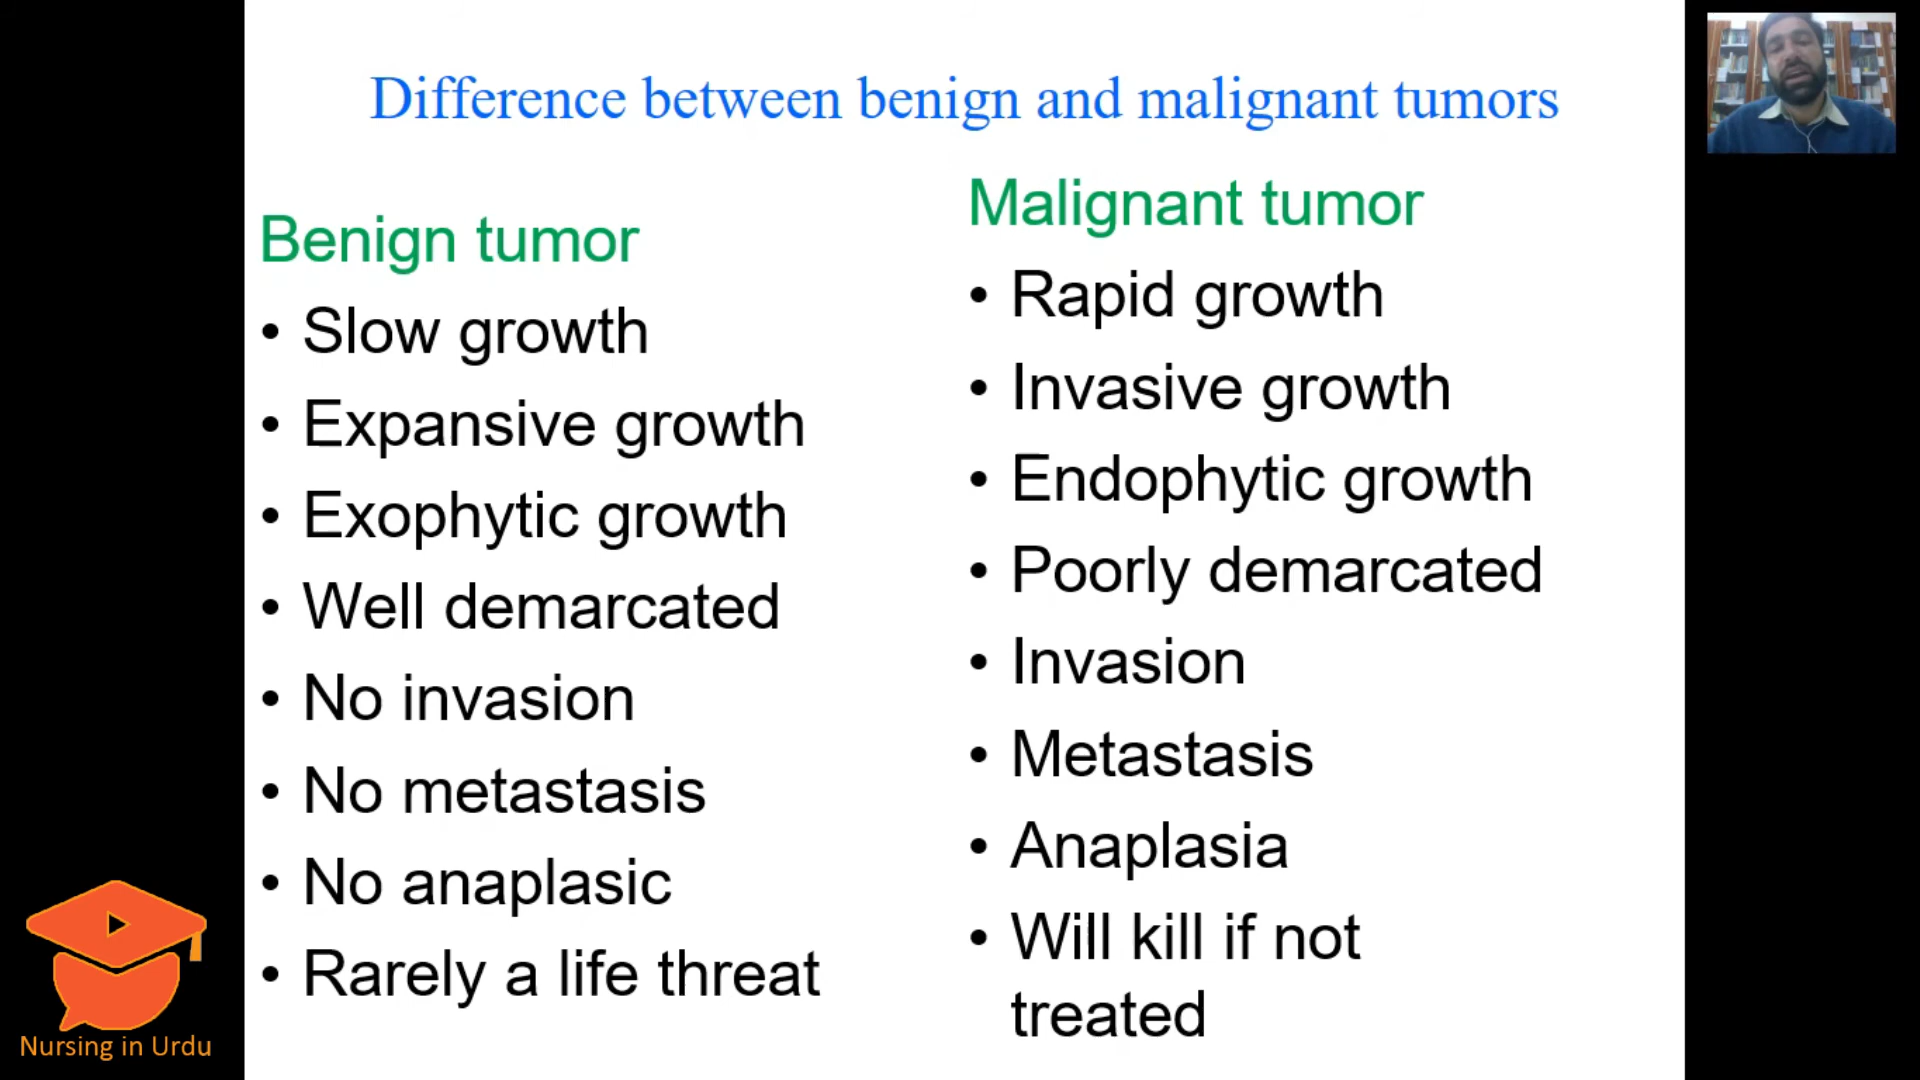 Difference between benign and malignant tumors
Benign tumor
• Slow growth
• Expansive growth
• Exophytic growth
• Well demarcated
• No invasion
• No metastasis
• No anaplasic
• Rarely a life threat
Malignant tumor
• Rapid growth
• Invasive growth
• Endophytic growth
• Poorly demarcated
• Invasion
• Metastasis
• Anaplasia
• Will kill if not
treated
Nursing in Urdu